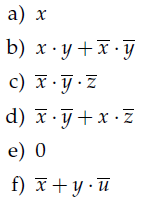 a) x
b) x · y + x̅ · y̅
c) x̅ · y̅ · z̅
d) x̅ · y̅ + x · z̅
e) 0
f) x̅ + y · u̅